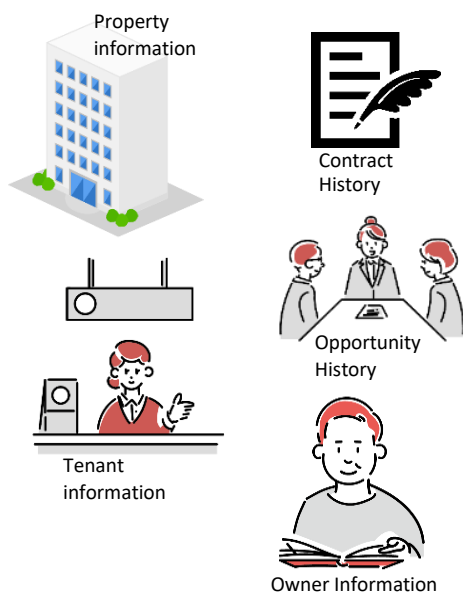 Property
information
Contract
History
Opportunity
History
Tenant
information
Owner Information